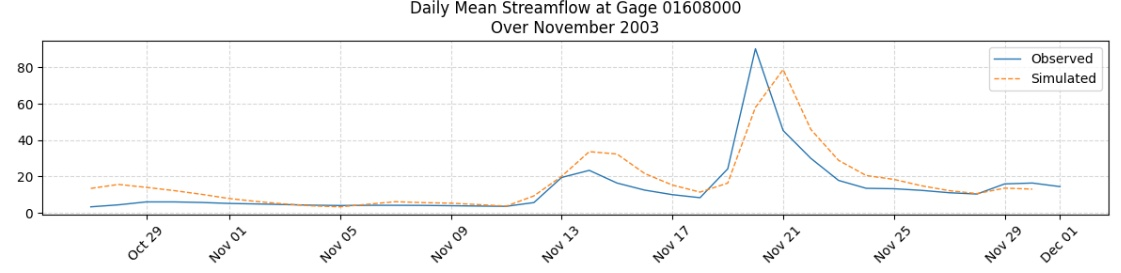 Daily Mean Streamflow at Gage 01608000
Over November 2003
80
60
40
20
0
Observed
Simulated
Oct 29
Nov 01
Nov 05
Nov 09
Nov 13
Nov 17
Nov 21
Nov 25
Nov 29
Dec 01